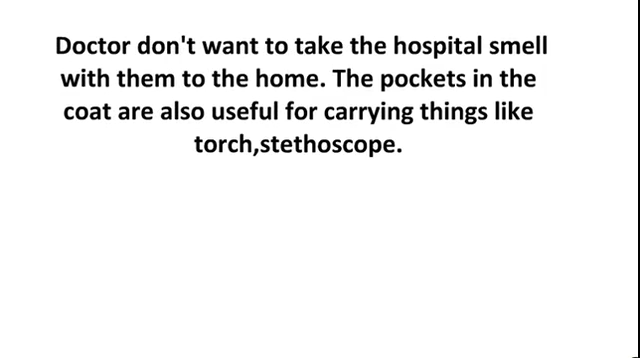 Doctor don't want to take the hospital smell
with them to the home. The pockets in the
coat are also useful for carrying things like
torch,stethoscope.